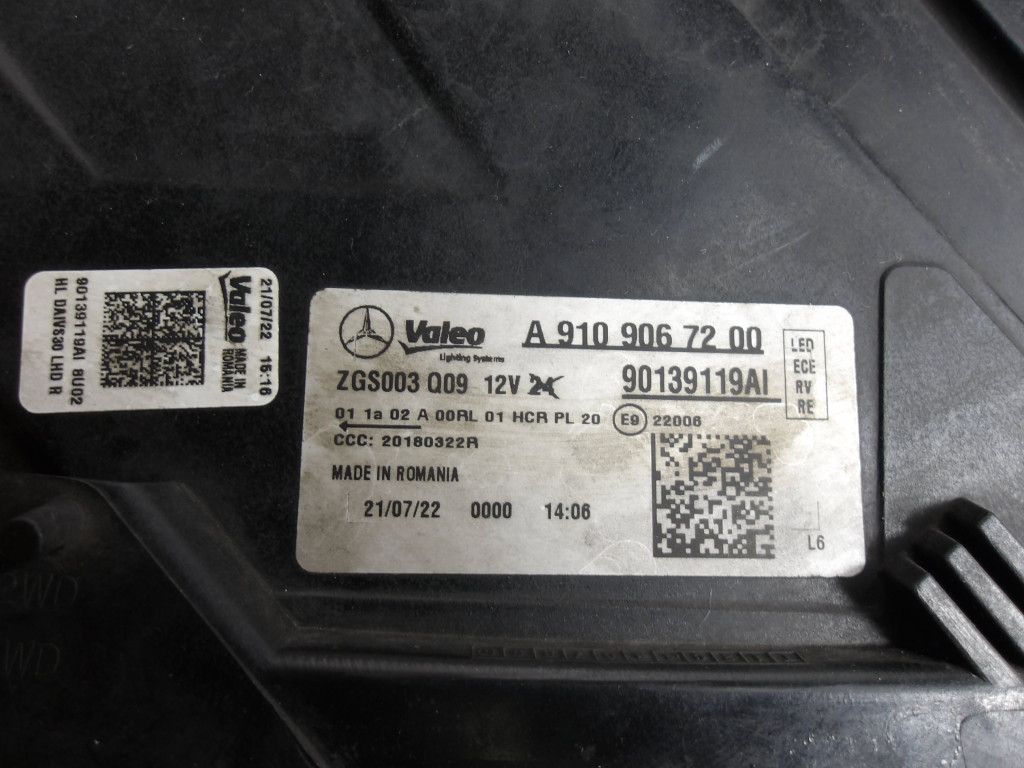 Valeo
MADE IN
ROMANIA
21/07/22 15:16
90139119AI 8U02
HL DAIVS30 LHD R
Valeo
Lighting Systems
A 910 906 72 00
ZGS003 Q09 12V 24
90139119AI
LED
ECE
RV
RE
01 1a 02 A 00RL 01 HCR PL 20 E9 22006
CCC: 20180322R
MADE IN ROMANIA
21/07/22 0000 14:06
L6